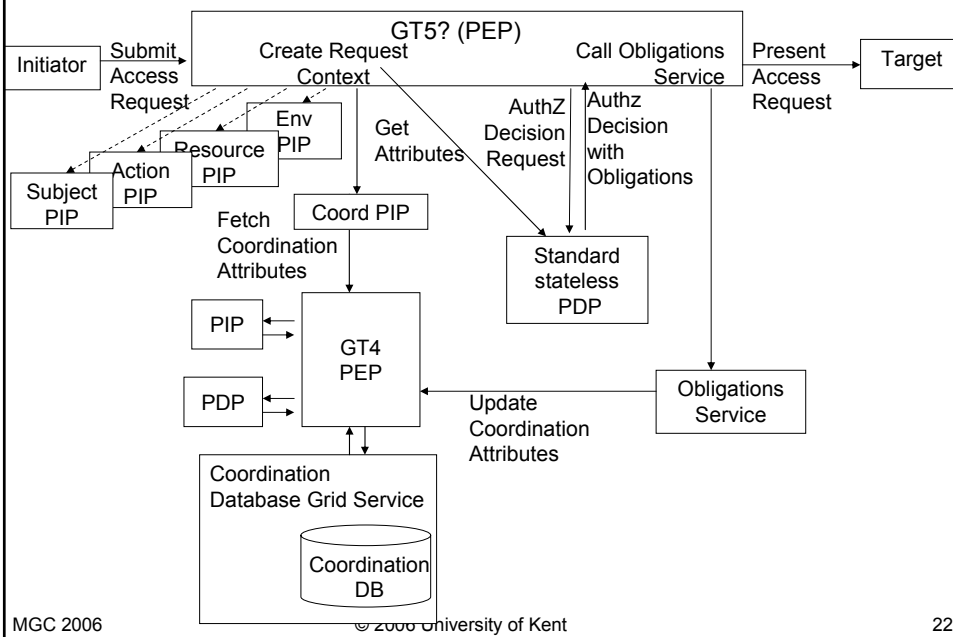 GT5? (PEP)
Initiator
Submit
Access
Request
Create Request
Context
Call Obligations
Service
Present
Access
Request
Target
Env
PIP
Resource
PIP
Action
PIP
Subject
PIP
Get
Attributes
AuthZ
Decision
Request
Authz
Decision
with
Obligations
Coord PIP
Fetch
Coordination
Attributes
Standard
stateless
PDP
PIP
GT4
PEP
PDP
Update
Coordination
Attributes
Obligations
Service
Coordination
Database Grid Service
Coordination
DB
MGC 2006
© 2006 University of Kent
22